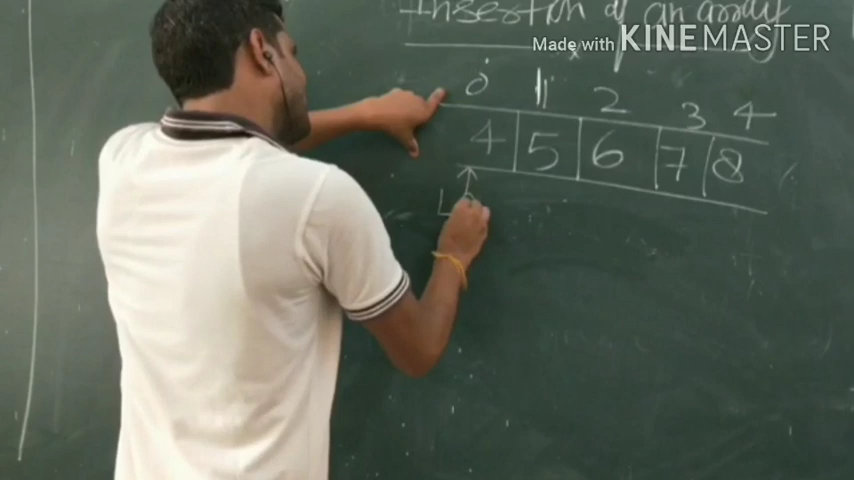 Insertion of an array
Made with KINEMASTER
0 1 2 3 4
4 5 6 7 8
L